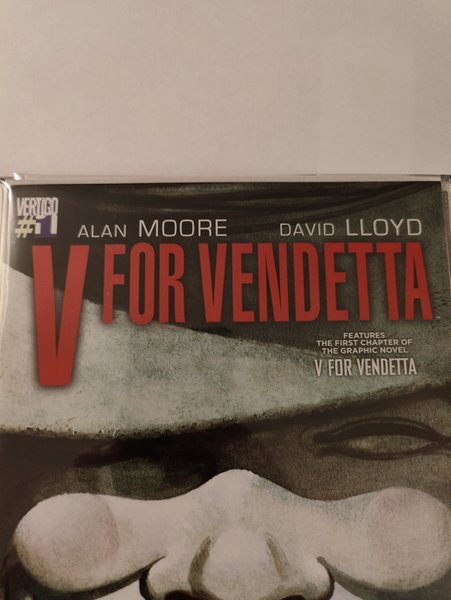 VERTIGO
#1
ALAN MOORE DAVID LLOYD
V FOR VENDETTA
FEATURES
THE FIRST CHAPTER OF
THE GRAPHIC NOVEL
V FOR VENDETTA